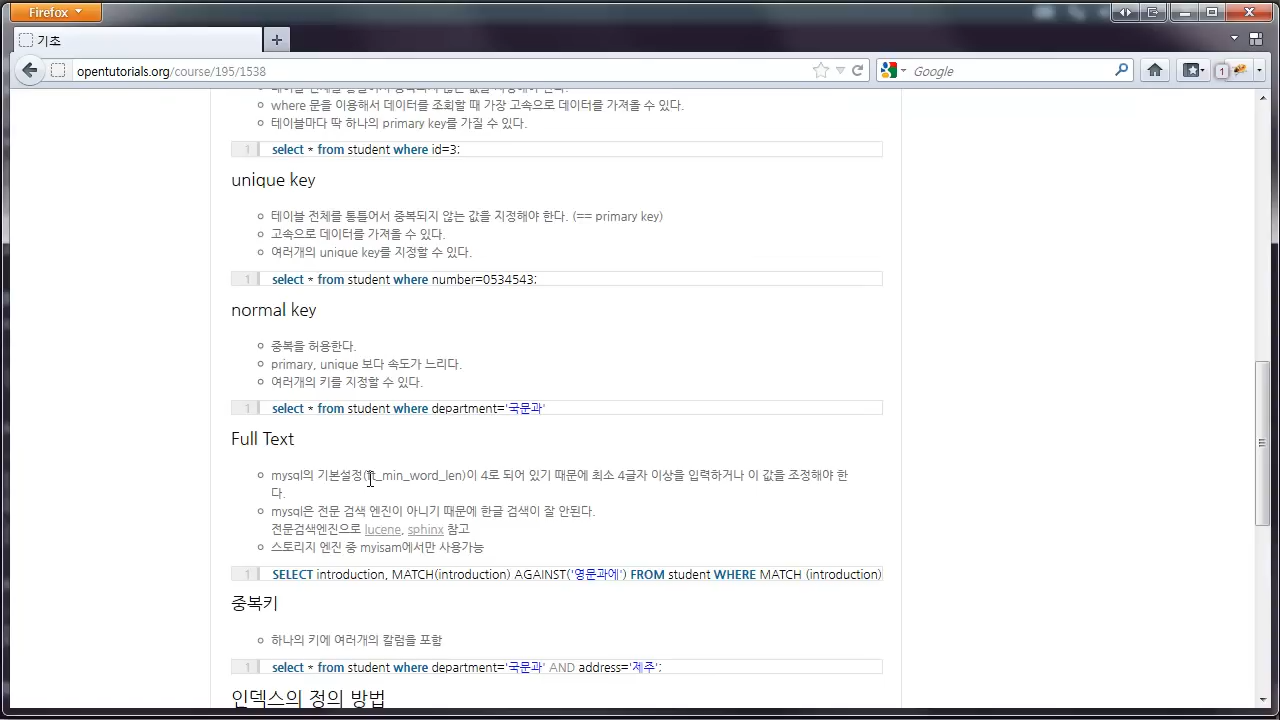 Firefox
기초
opentutorials.org/course/195/1538
Google
1
where 문을 이용해서 데이터를 조회할 때 가장 고속으로 데이터를 가져올 수 있다.
테이블마다 딱 하나의 primary key를 가질 수 있다.
1 select * from student where id=3;
unique key
테이블 전체를 통틀어서 중복되지 않는 값을 지정해야 한다. (== primary key)
고속으로 데이터를 가져올 수 있다.
여러개의 unique key를 지정할 수 있다.
1 select * from student where number=0534543;
normal key
중복을 허용한다.
primary, unique 보다 속도가 느리다.
여러개의 키를 지정할 수 있다.
1 select * from student where department='국문과'
Full Text
mysql의 기본설정(ft_min_word_len)이 4로 되어 있기 때문에 최소 4글자 이상을 입력하거나 이 값을 조정해야 한
다.
mysql은 전문 검색 엔진이 아니기 때문에 한글 검색이 잘 안된다.
전문검색엔진으로 lucene, sphinx 참고
스토리지 엔진 중 myisam에서만 사용가능
1 SELECT introduction, MATCH(introduction) AGAINST('영문과에') FROM student WHERE MATCH (introduction)
중복키
하나의 키에 여러개의 칼럼을 포함
1 select * from student where department='국문과' AND address='제주';
인덱스의 정의 방법